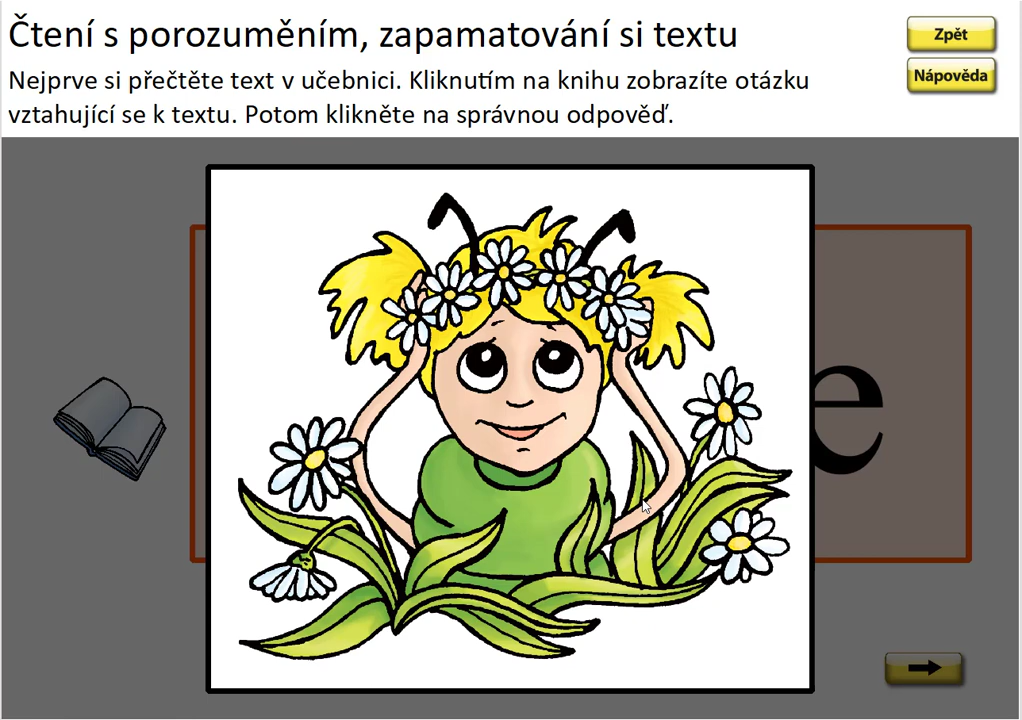 Čtení s porozuměním, zapamatování si textu
Zpět
Nápověda
Nejprve si přečtěte text v učebnici. Kliknutím na knihu zobrazíte otázku
vztahující se k textu. Potom klikněte na správnou odpověď.
e